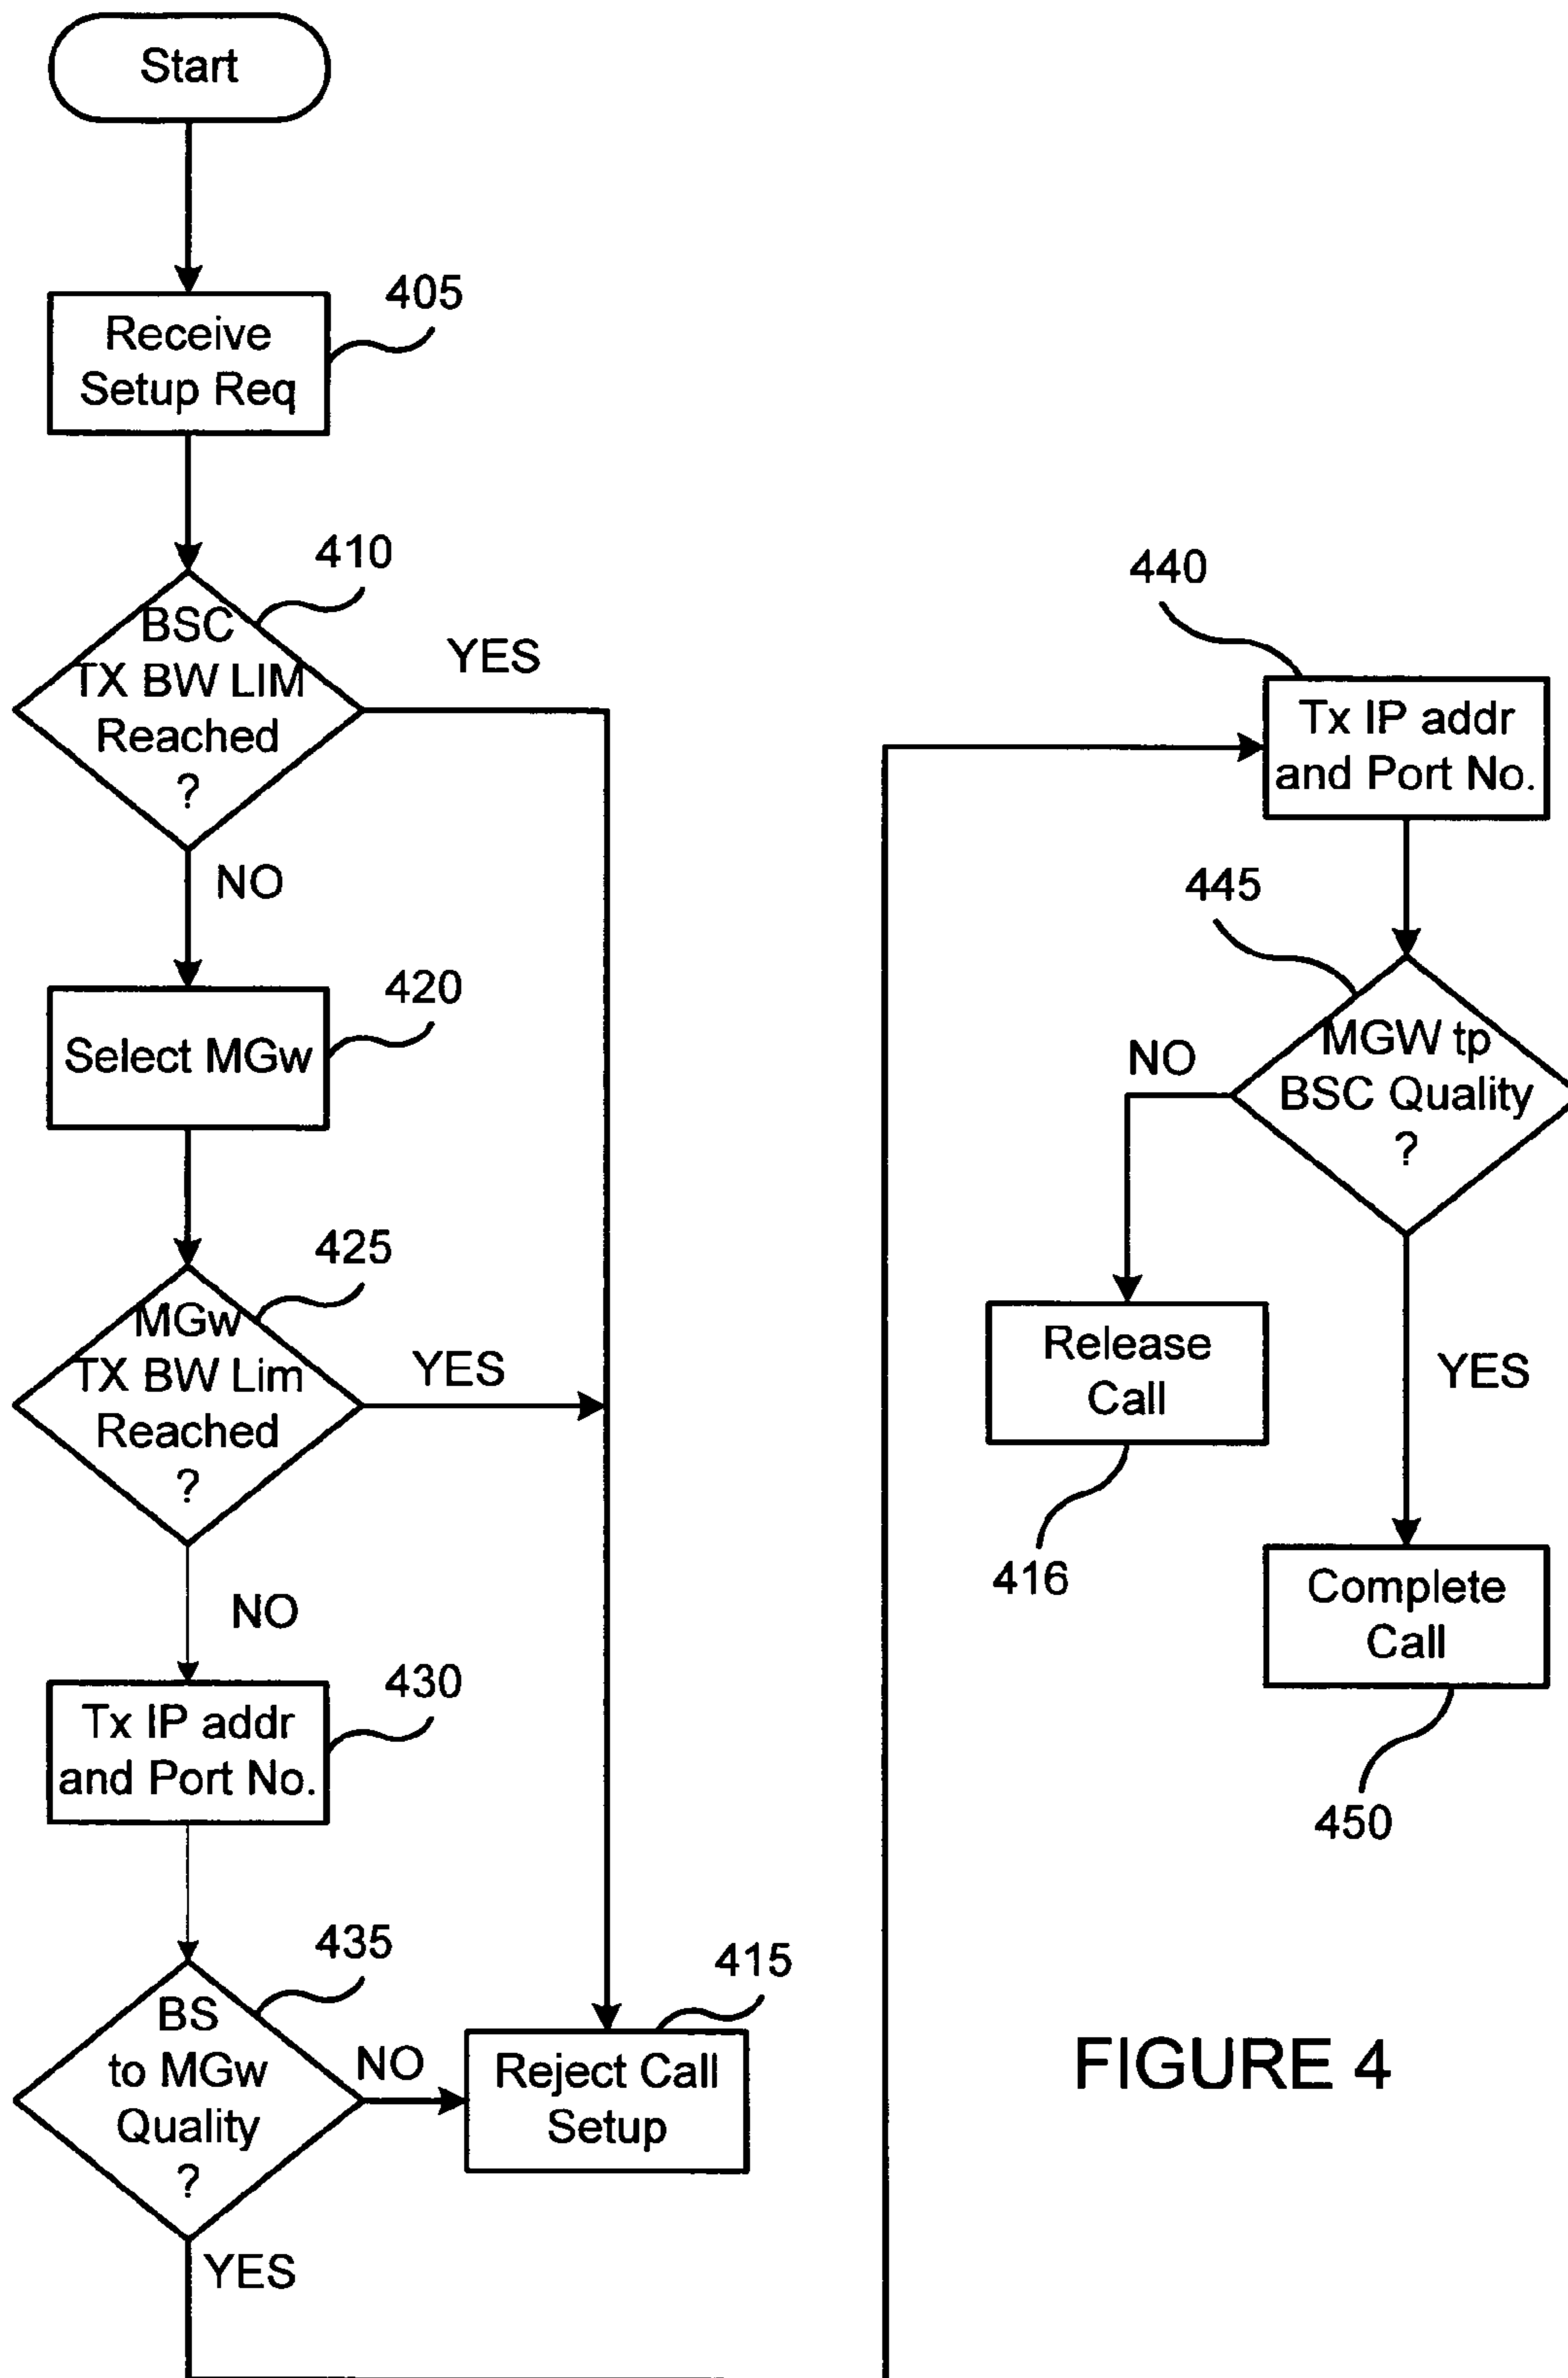 Start
405
Receive
Setup Req
410
BSC
TX BW LIM
Reached
?
YES
NO
420
Select MGw
425
MGw
TX BW Lim
Reached
?
YES
NO
430
Tx IP addr
and Port No.
435
BS
to MGw
Quality
?
NO
YES
415
Reject Call
Setup
440
Tx IP addr
and Port No.
445
MGW tp
BSC Quality
?
NO
YES
Release
Call
416
Complete
Call
450
FIGURE 4